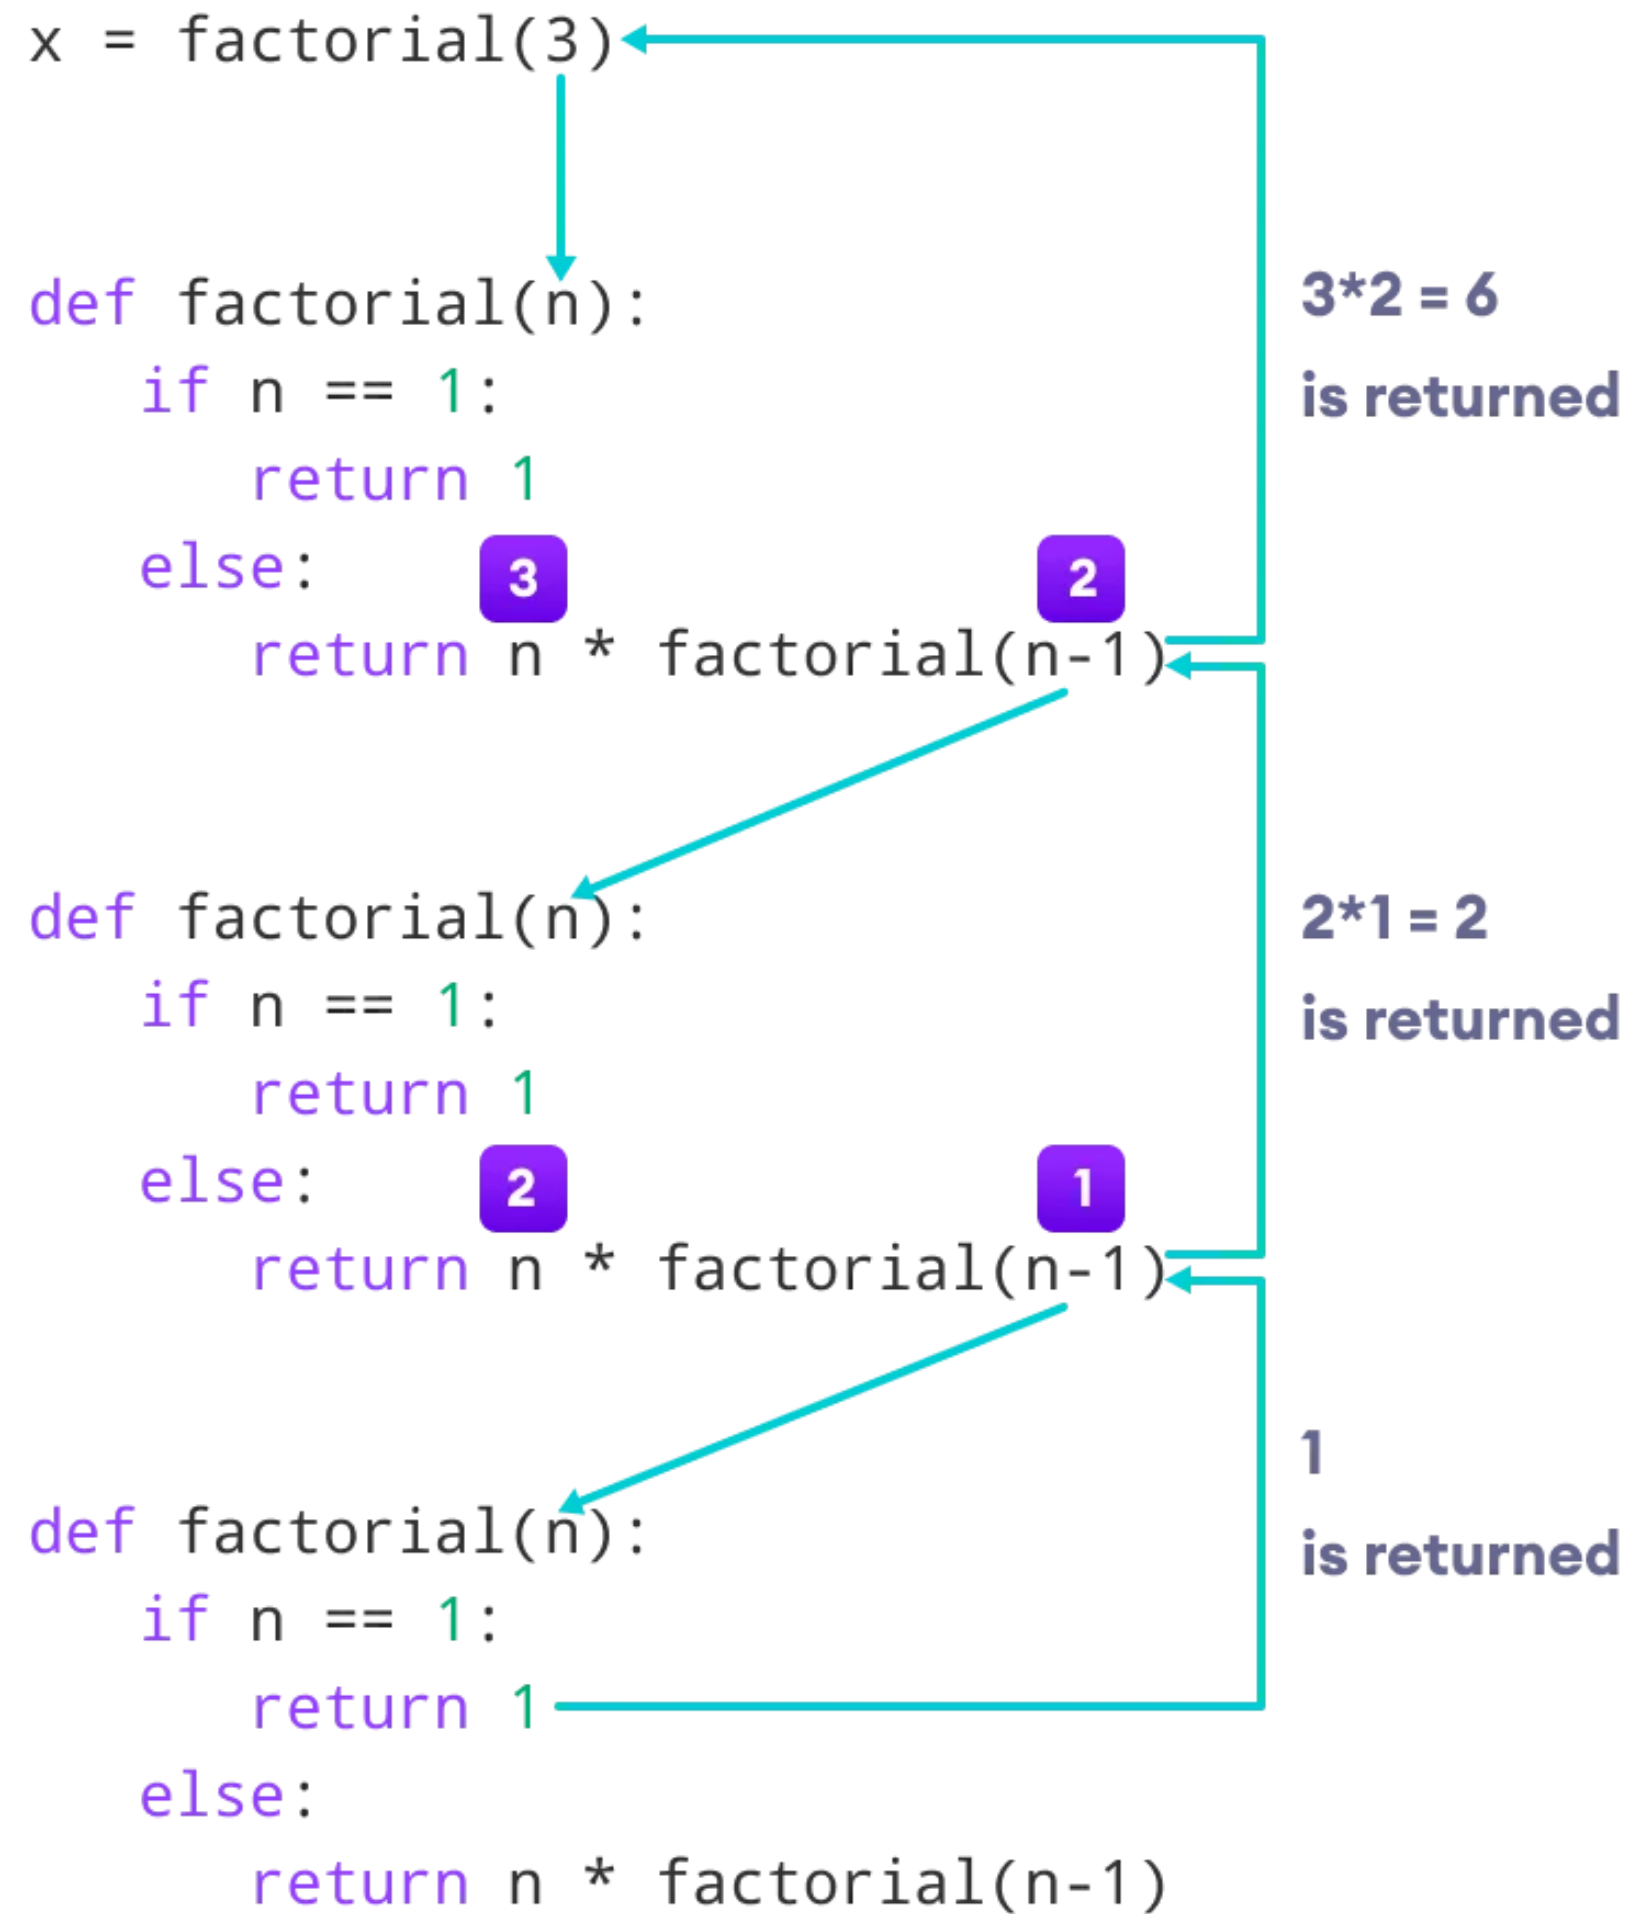 x = factorial(3)
def factorial(n):
3*2 = 6
if n == 1:
is returned
return 1
else:
3
2
return n * factorial(n-1)
def factorial(n):
2*1 = 2
if n == 1:
is returned
return 1
else:
2
1
return n * factorial(n-1)
1
def factorial(n):
is returned
if n == 1:
return 1
else:
return n * factorial(n-1)